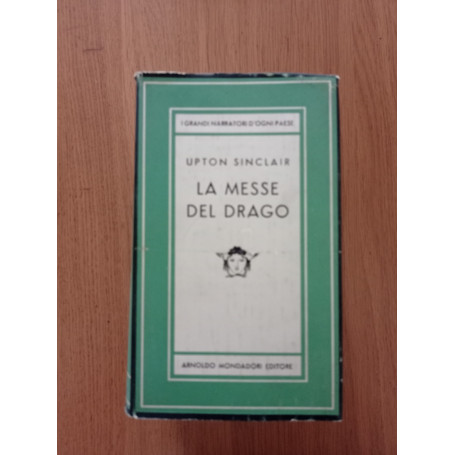 I GRANDI NARRATORI D'OGNI PAESE
UPTON SINCLAIR
LA MESSE
DEL DRAGO
ARNOLDO MONDADORI EDITORE